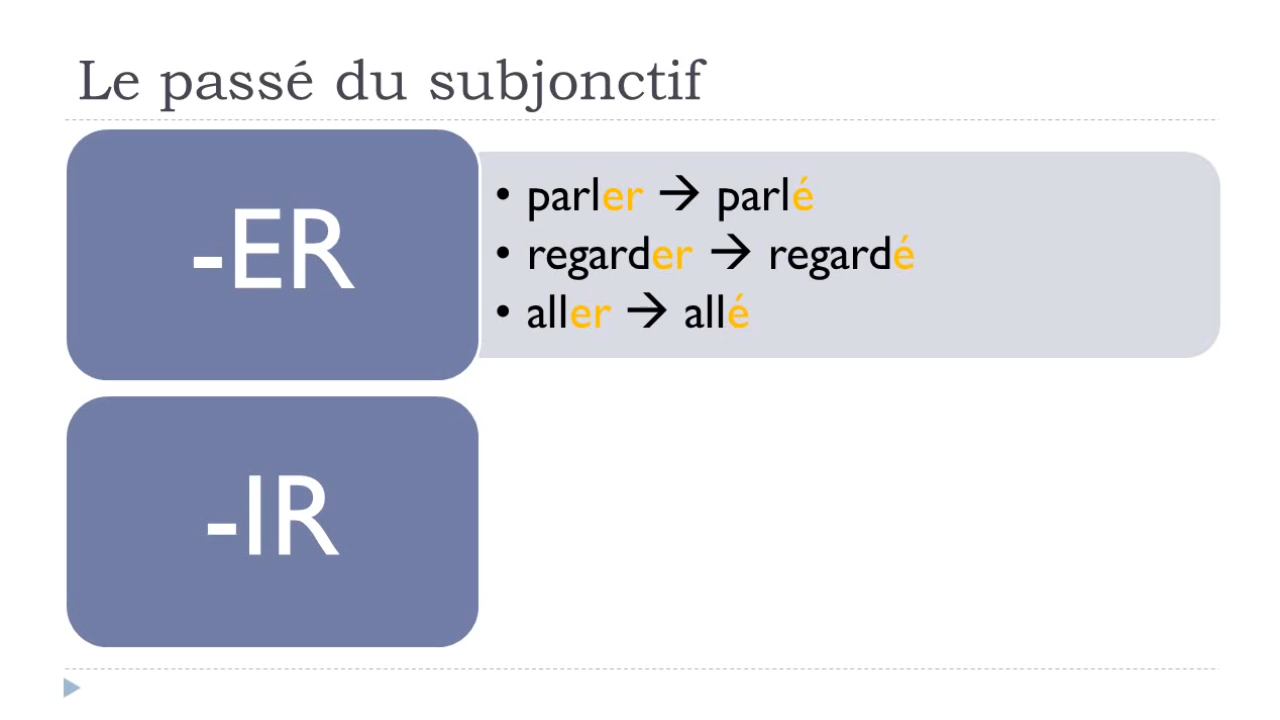 Le passé du subjonctif
-ER
• parler → parlé
• regarder → regardé
• aller → allé
-IR